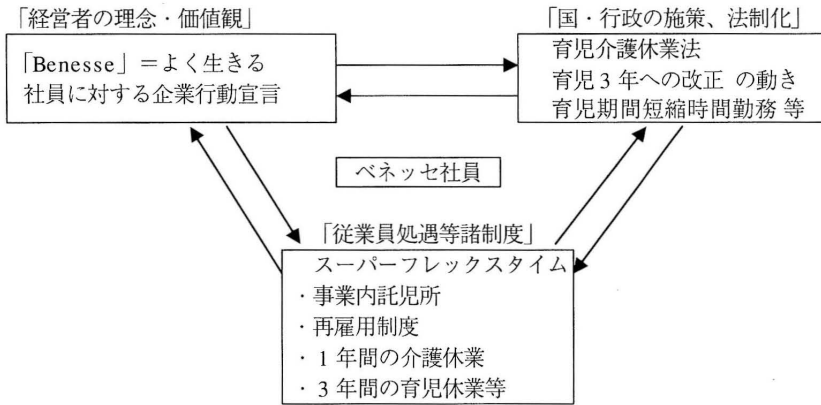 「経営者の理念・価値観」
「Benesse」＝よく生きる
社員に対する企業行動宣言
「国・行政の施策、法制化」
育児介護休業法
育児3年への改正 の動き
育児期間短縮時間勤務 等
ベネッセ社員
「従業員処遇等諸制度」
スーパーフレックスタイム
・事業内託児所
・再雇用制度
・1年間の介護休業
・3年間の育児休業等